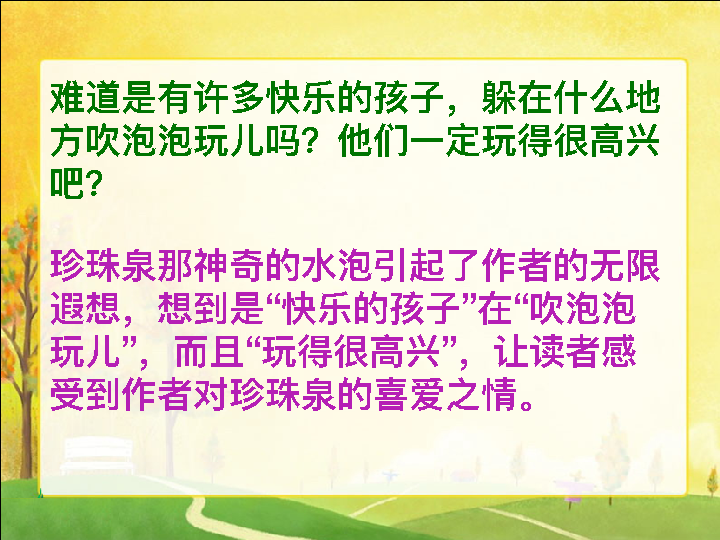 难道是有许多快乐的孩子，躲在什么地
方吹泡泡玩儿吗？他们一定玩得很高兴
吧？
珍珠泉那神奇的水泡引起了作者的无限
遐想，想到是“快乐的孩子”在“吹泡泡
玩儿”，而且“玩得很高兴”，让读者感
受到作者对珍珠泉的喜爱之情。